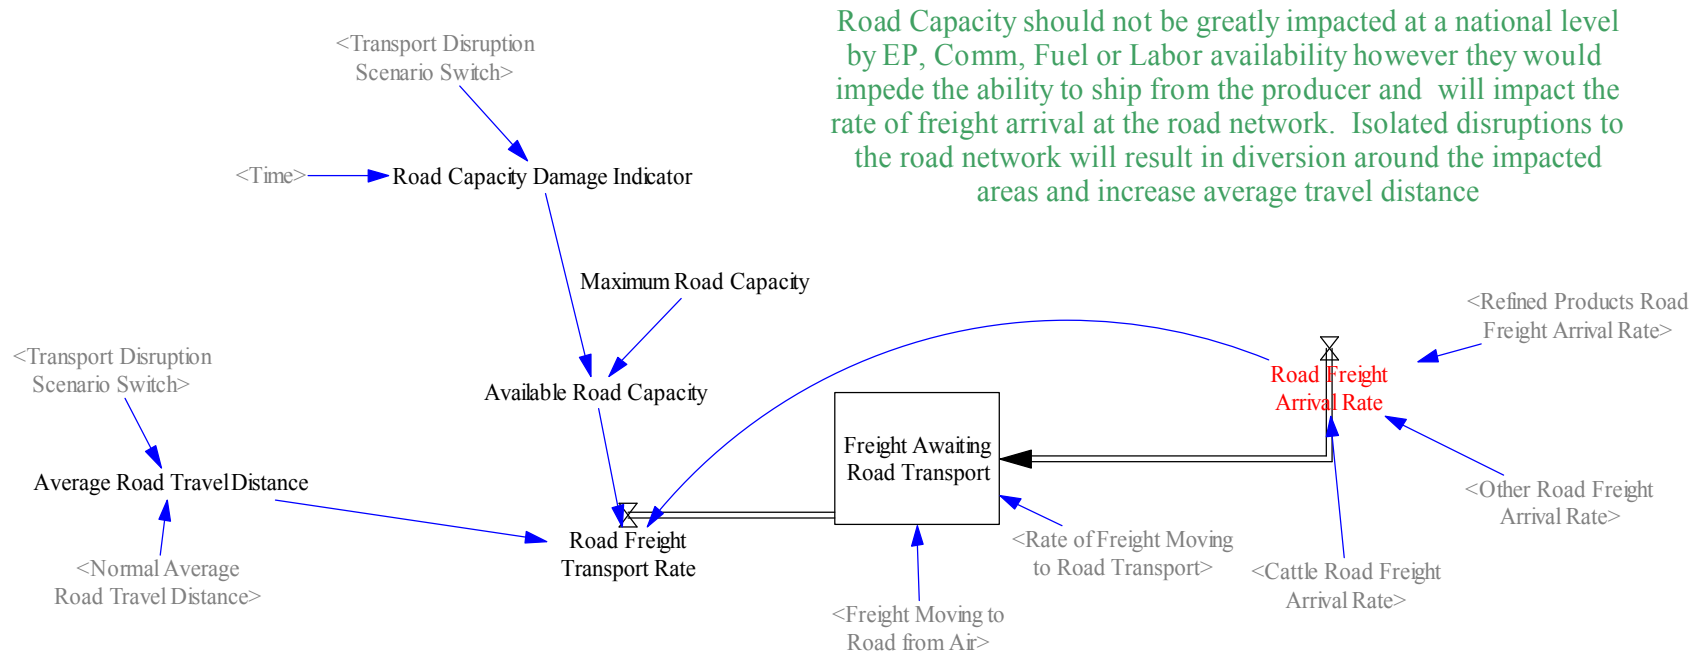 Road Capacity should not be greatly impacted at a national level
by EP, Comm, Fuel or Labor availability however they would
impede the ability to ship from the producer and  will impact the
rate of freight arrival at the road network.  Isolated disruptions to
the road network will result in diversion around the impacted
areas and increase average travel distance
<Transport Disruption
Scenario Switch>
<Time>
Road Capacity Damage Indicator
Maximum Road Capacity
<Refined Products Road
Freight Arrival Rate>
<Transport Disruption
Scenario Switch>
Available Road Capacity
Road Freight
Arrival Rate
Freight Awaiting
Road Transport
Average Road Travel Distance
<Other Road Freight
Arrival Rate>
Road Freight
Transport Rate
<Rate of Freight Moving
to Road Transport>
<Normal Average
Road Travel Distance>
<Cattle Road Freight
Arrival Rate>
<Freight Moving to
Road from Air>